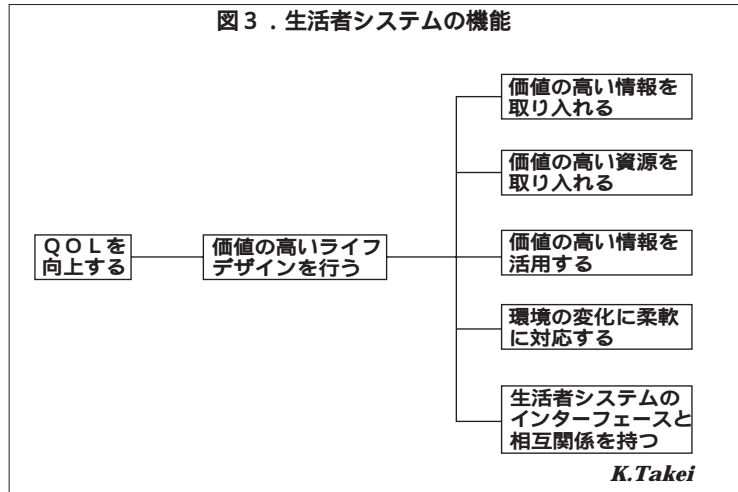 図３．生活者システムの機能
価値の高い情報を
取り入れる
価値の高い資源を
取り入れる
ＱＯＬを
向上する
価値の高いライフ
デザインを行う
価値の高い情報を
活用する
環境の変化に柔軟
に対応する
生活者システムの
インターフェースと
相互関係を持つ
K.Takei